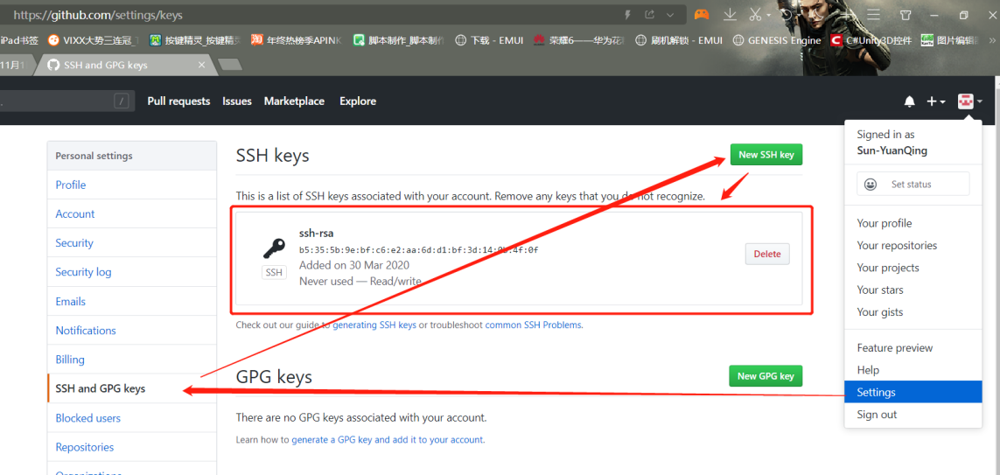 https://github.com/settings/keys
iPad书签
VIXX大势三连冠_
按键精灵_按键精灵
年终热榜季APINK
脚本制作_脚本制作
下载 - EMUI
荣耀6——华为花
刷机解锁 - EMUI
GENESIS Engine
C#Unity3D控件
图片编辑
11月1
SSH and GPG keys
/
Pull requests
Issues
Marketplace
Explore
Signed in as
Sun-YuanQing
Set status
Your profile
Your repositories
Your projects
Your stars
Your gists
Feature preview
Help
Settings
Sign out
Personal settings
Profile
Account
Security
Security log
Emails
Notifications
Billing
SSH and GPG keys
Blocked users
Repositories
Organizations
SSH keys
New SSH key
This is a list of SSH keys associated with your account. Remove any keys that you do not recognize.
ssh-rsa
b5:35:5b:9e:bf:c6:e2:aa:6d:d1:bf:3d:14:0b:4f:0f
SSH
Added on 30 Mar 2020
Never used — Read/write
Delete
Check out our guide to generating SSH keys or troubleshoot common SSH Problems.
GPG keys
New GPG key
There are no GPG keys associated with your account.
Learn how to generate a GPG key and add it to your account.